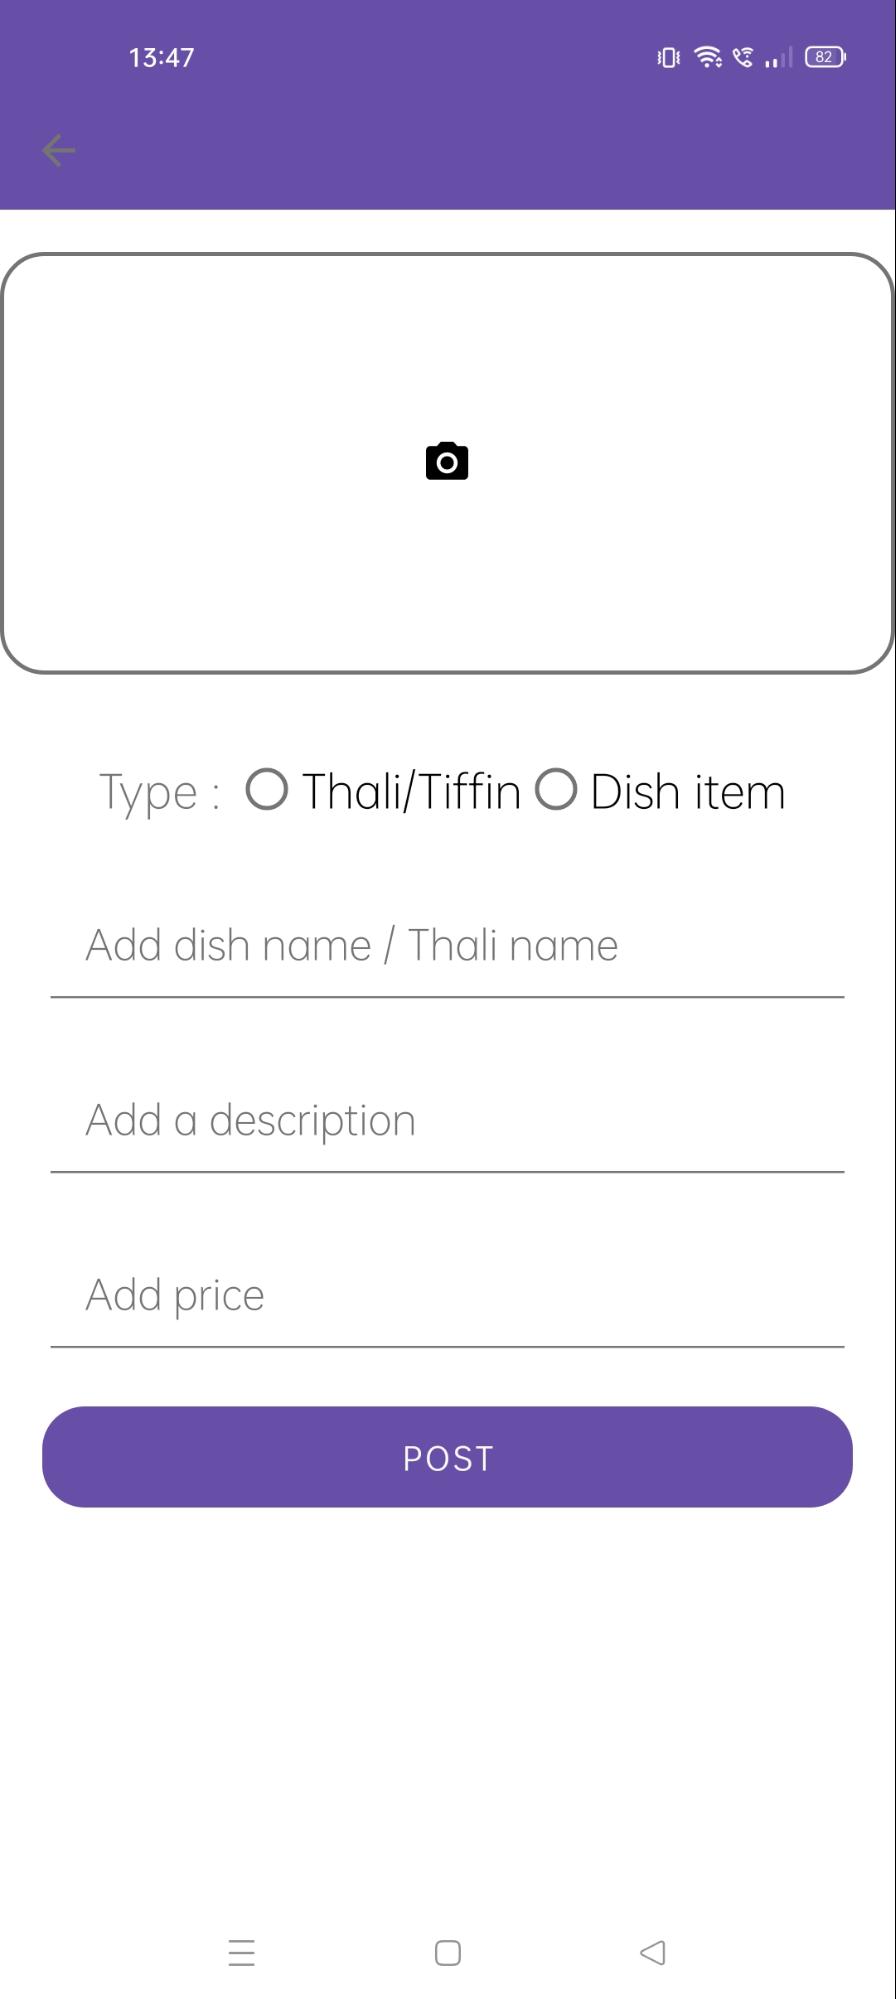 13:47 82
Type : Thali/Tiffin Dish item
Add dish name / Thali name
Add a description
Add price
POST